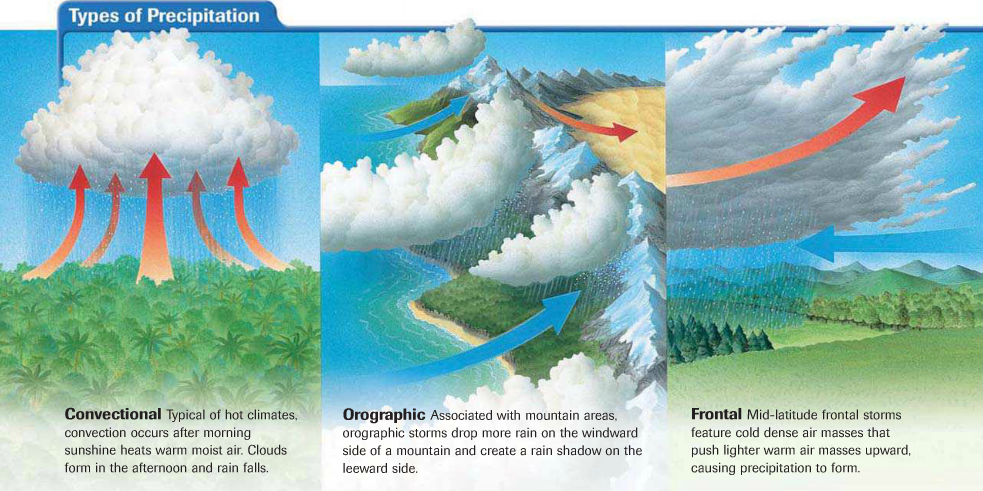 Types of Precipitation
Convectional Typical of hot climates,
convection occurs after morning
sunshine heats warm moist air. Clouds
form in the afternoon and rain falls.
Orographic Associated with mountain areas,
orographic storms drop more rain on the windward
side of a mountain and create a rain shadow on the
leeward side.
Frontal Mid-latitude frontal storms
feature cold dense air masses that
push lighter warm air masses upward,
causing precipitation to form.